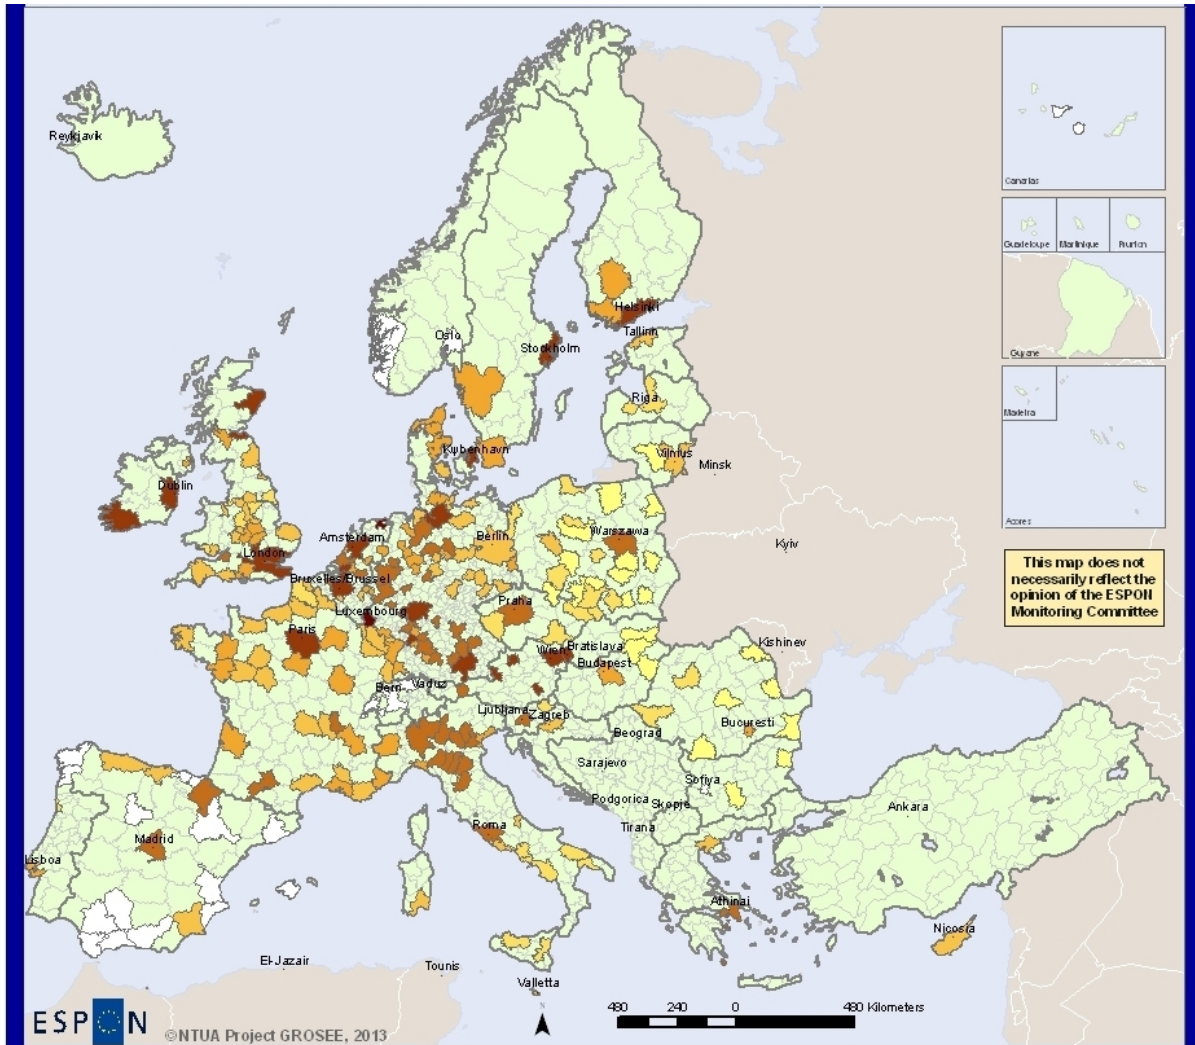 Reykjavik
Canarias
Guadeloupe
Martinique
Guyane
Madeira
Acores
Oslo
Helsinki
Tallinn
Stockholm
Riga
København
Vilnius
Minsk
Dublin
London
Amsterdam
Berlin
Warszawa
Kyiv
Bruxelles/Brussel
Luxembourg
Praha
Paris
Wien
Bratislava
Budapest
Kishinev
Bern
Vaduz
Ljubljana
Zagreb
Beograd
Bucuresti
Sarajevo
Sofiya
Podgorica
Skopje
Tirana
Ankara
Roma
Madrid
Lisboa
Athinai
Nicosia
El-Jazair
Tounis
Valletta
This map does not
necessarily reflect the
opinion of the ESPON
Monitoring Committee
480 240 0 480 Kilometers
ESPON
©NTUA Project GROSEE, 2013